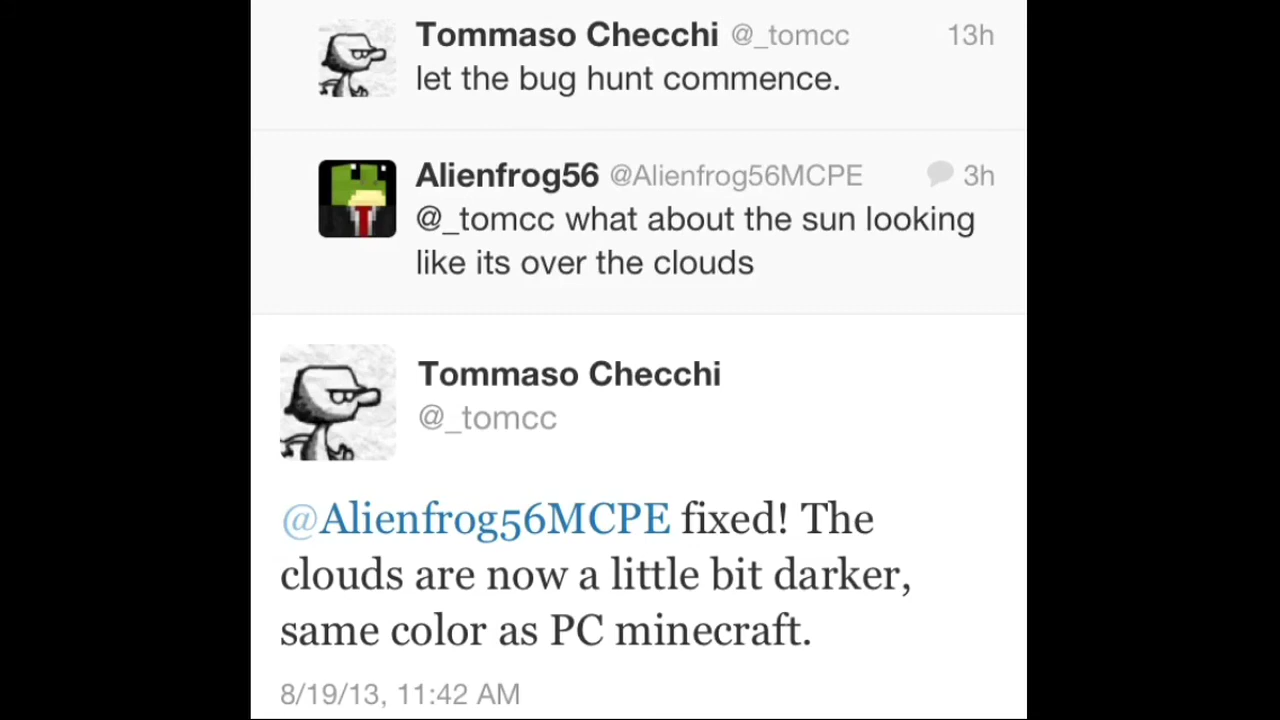 Tommaso Checchi @_tomcc 13h
let the bug hunt commence.
Alienfrog56 @Alienfrog56MCPE 3h
@_tomcc what about the sun looking
like its over the clouds
Tommaso Checchi
@_tomcc
@Alienfrog56MCPE fixed! The
clouds are now a little bit darker,
same color as PC minecraft.
8/19/13, 11:42 AM